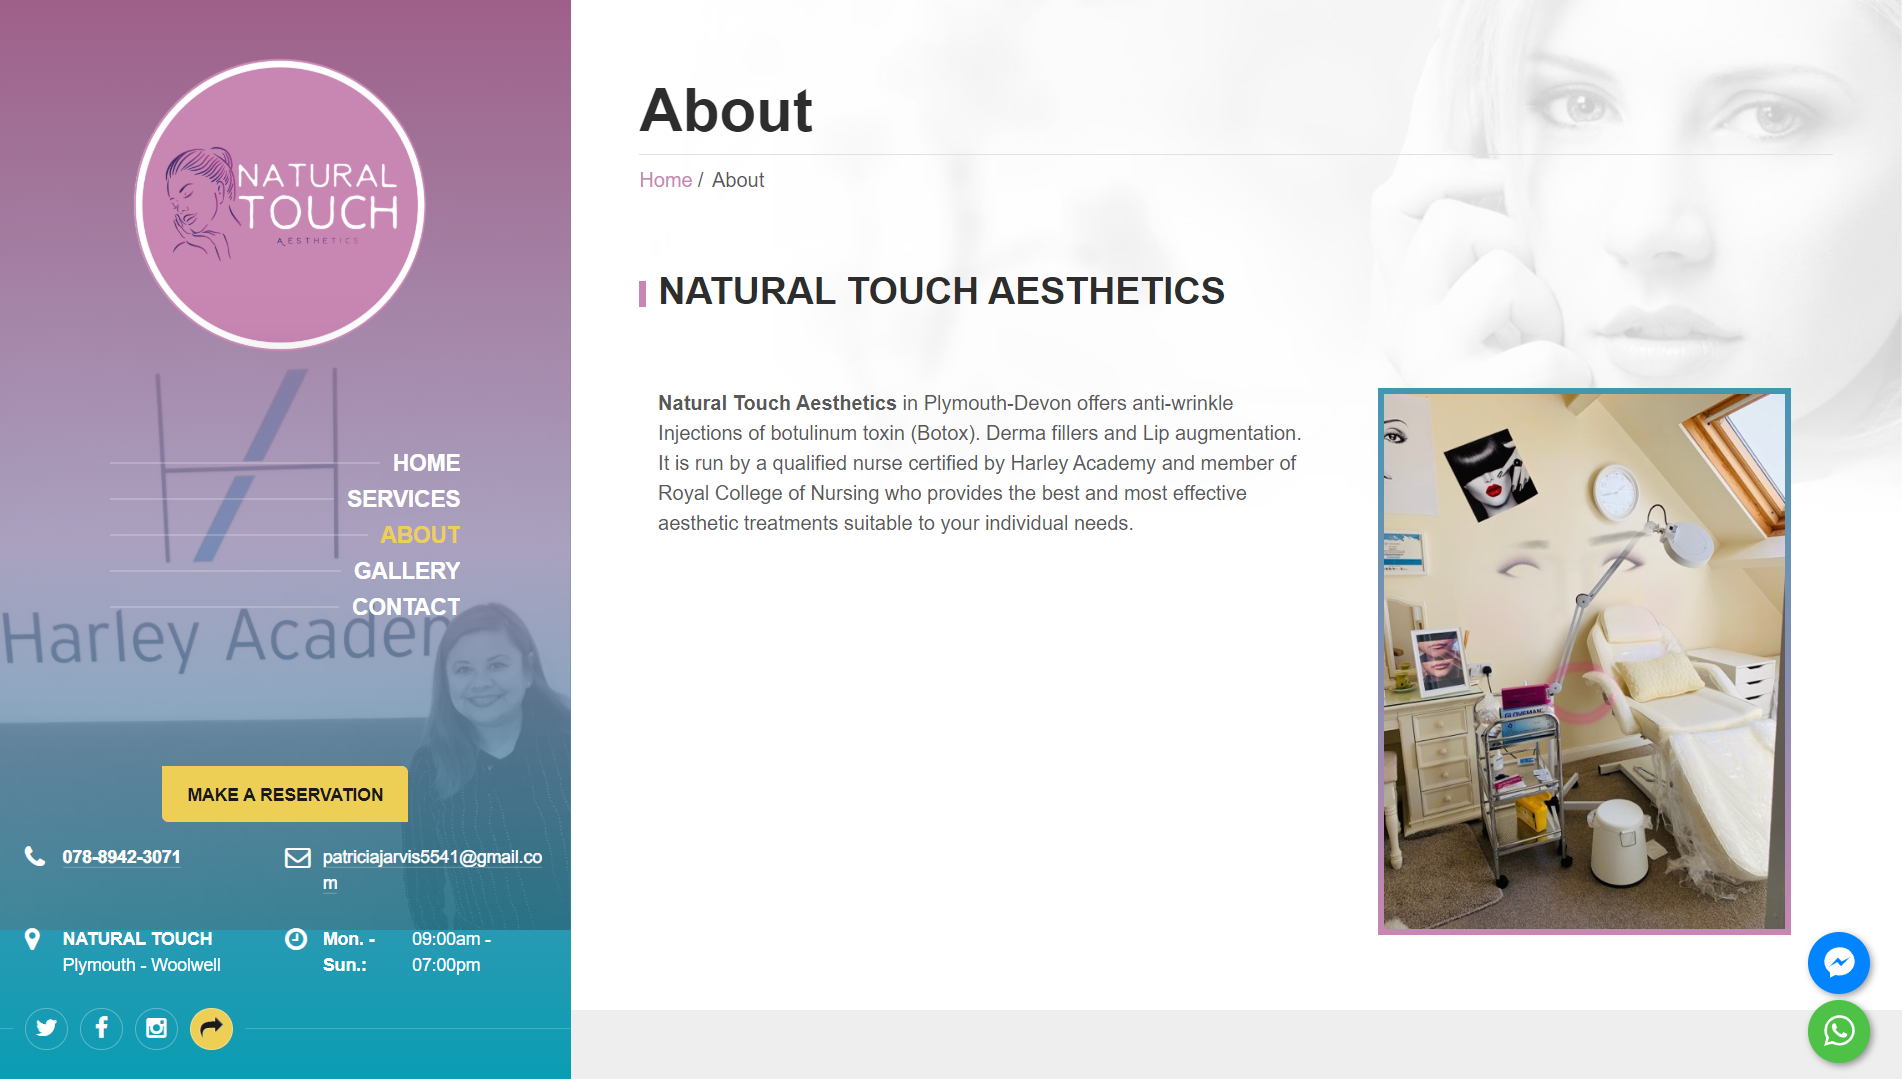 NATURAL
TOUCH
AESTHETICS
HOME
SERVICES
ABOUT
GALLERY
CONTACT
Harley Academ
MAKE A RESERVATION
078-8942-3071
patriciajarvis5541@gmail.co
m
NATURAL TOUCH
Plymouth - Woolwell
Mon. -
Sun.:
09:00am -
07:00pm
About
Home / About
NATURAL TOUCH AESTHETICS
Natural Touch Aesthetics in Plymouth-Devon offers anti-wrinkle
Injections of botulinum toxin (Botox). Derma fillers and Lip augmentation.
It is run by a qualified nurse certified by Harley Academy and member of
Royal College of Nursing who provides the best and most effective
aesthetic treatments suitable to your individual needs.